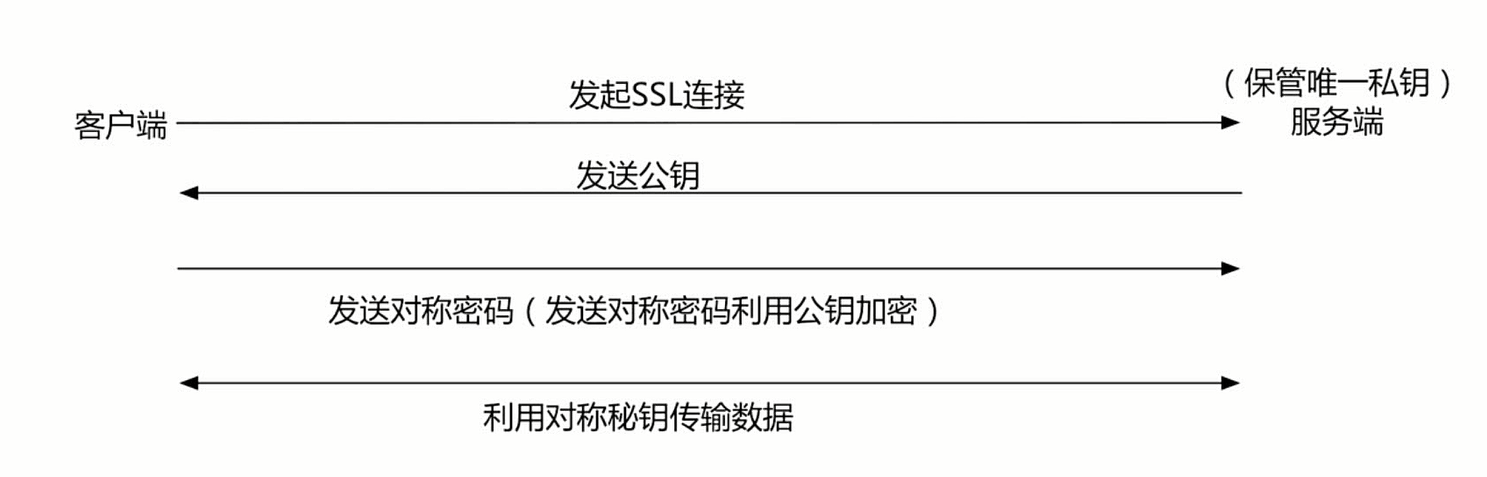 发起SSL连接
（保管唯一私钥）
客户端
服务端
发送公钥
发送对称密码（发送对称密码利用公钥加密）
利用对称秘钥传输数据